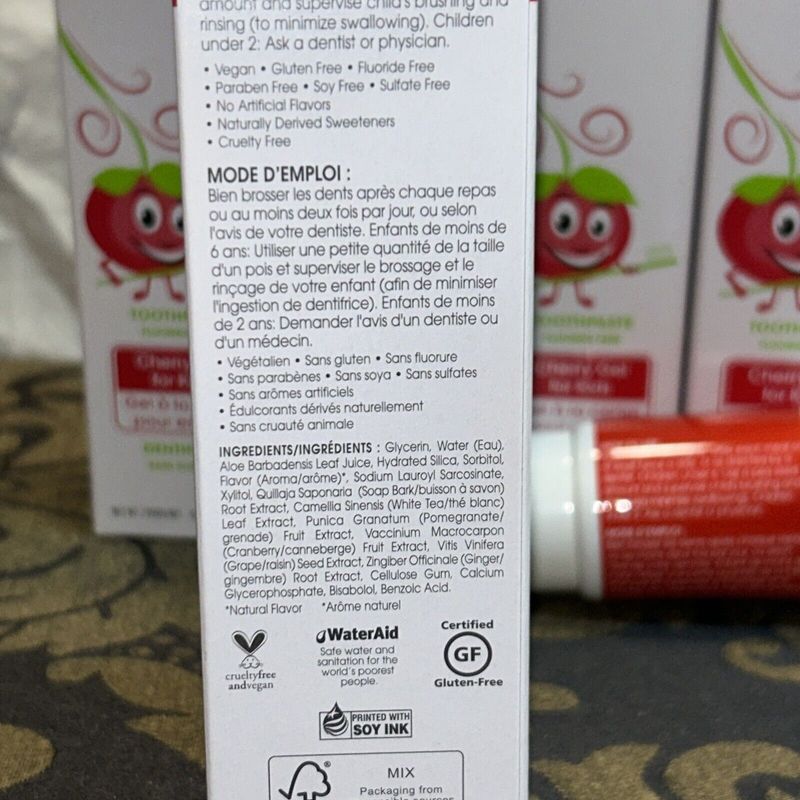 amount and supervise child's brushing and
rinsing (to minimize swallowing). Children
under 2: Ask a dentist or physician.
• Vegan • Gluten Free • Fluoride Free
• Paraben Free • Soy Free • Sulfate Free
• No Artificial Flavors
• Naturally Derived Sweeteners
• Cruelty Free
MODE D'EMPLOI :
Bien brosser les dents après chaque repas
ou au moins deux fois par jour, ou selon
l'avis de votre dentiste. Enfants de moins de
6 ans: Utiliser une petite quantité de la taille
d'un pois et superviser le brossage et le
rinçage de votre enfant (afin de minimiser
l'ingestion de dentifrice). Enfants de moins
de 2 ans: Demander l'avis d'un dentiste ou
d'un médecin.
• Végétalien • Sans gluten • Sans fluorure
• Sans parabènes • Sans soya • Sans sulfates
• Sans arômes artificiels
• Édulcorants dérivés naturellement
• Sans cruauté animale
INGREDIENTS/INGRÉDIENTS : Glycerin, Water (Eau),
Aloe Barbadensis Leaf Juice, Hydrated Silica, Sorbitol,
Flavor (Aroma/arôme)*, Sodium Lauroyl Sarcosinate,
Xylitol, Quillaja Saponaria (Soap Bark/buisson à savon)
Root Extract, Camellia Sinensis (White Tea/thé blanc)
Leaf Extract, Punica Granatum (Pomegranate/
grenade) Fruit Extract, Vaccinium Macrocarpon
(Cranberry/canneberge) Fruit Extract, Vitis Vinifera
(Grape/raisin) Seed Extract, Zingiber Officinale (Ginger/
gingembre) Root Extract, Cellulose Gum, Calcium
Glycerophosphate, Bisabolol, Benzoic Acid.
*Natural Flavor *Arôme naturel
crueltyfree
andvegan
WaterAid
Safe water and
sanitation for the
world's poorest
people.
Certified
GF
Gluten-Free
PRINTED WITH
SOY INK
MIX
Packaging from
Cherry Gel
for Kids